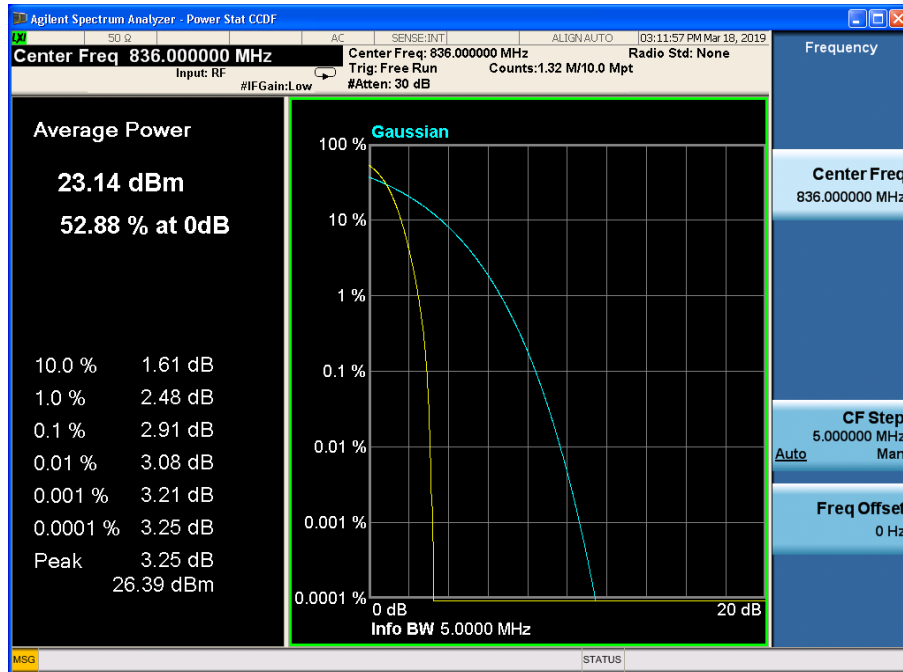 Agilent Spectrum Analyzer - Power Stat CCDF
LXI 50 Ω AC SENSE:INT ALIGN AUTO 03:11:57 PM Mar 18, 2019
Center Freq 836.000000 MHz
Input: RF
#IFGain:Low
Center Freq: 836.000000 MHz Radio Std: None
Trig: Free Run Counts:1.32 M/10.0 Mpt
#Atten: 30 dB
Average Power
23.14 dBm
52.88 % at 0dB
10.0 % 1.61 dB
1.0 % 2.48 dB
0.1 % 2.91 dB
0.01 % 3.08 dB
0.001 % 3.21 dB
0.0001 % 3.25 dB
Peak 3.25 dB
26.39 dBm
Gaussian
100 %
10 %
1 %
0.1 %
0.01 %
0.001 %
0.0001 %
0 dB 20 dB
Info BW 5.0000 MHz
Frequency
Center Freq
836.000000 MHz
CF Step
5.000000 MHz
Auto Man
Freq Offset
0 Hz
MSG STATUS